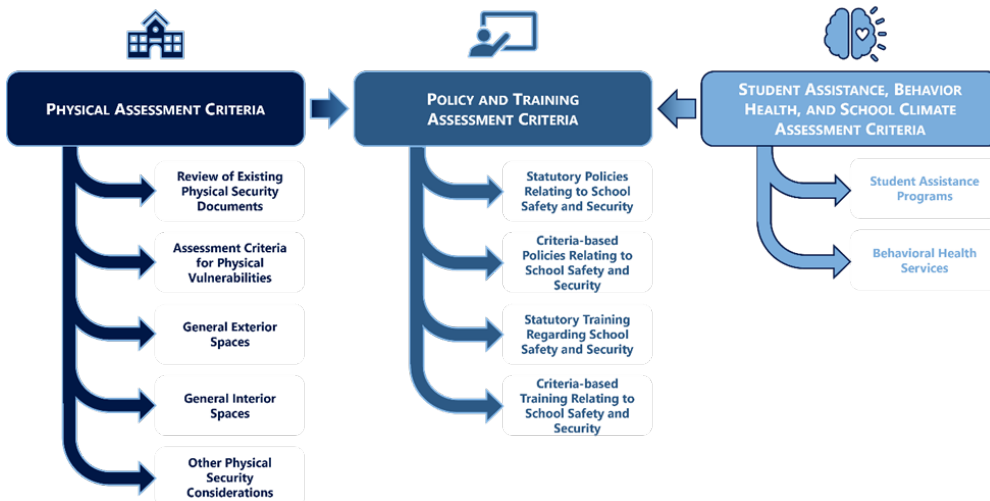 PHYSICAL ASSESSMENT CRITERIA
Review of Existing
Physical Security
Documents
Assessment Criteria
for Physical
Vulnerabilities
General Exterior
Spaces
General Interior
Spaces
Other Physical
Security
Considerations
POLICY AND TRAINING
ASSESSMENT CRITERIA
Statutory Policies
Relating to School
Safety and Security
Criteria-based
Policies Relating to
School Safety and
Security
Statutory Training
Regarding School
Safety and Security
Criteria-based
Training Relating to
School Safety and
Security
STUDENT ASSISTANCE, BEHAVIOR
HEALTH, AND SCHOOL CLIMATE
ASSESSMENT CRITERIA
Student Assistance
Programs
Behavioral Health
Services